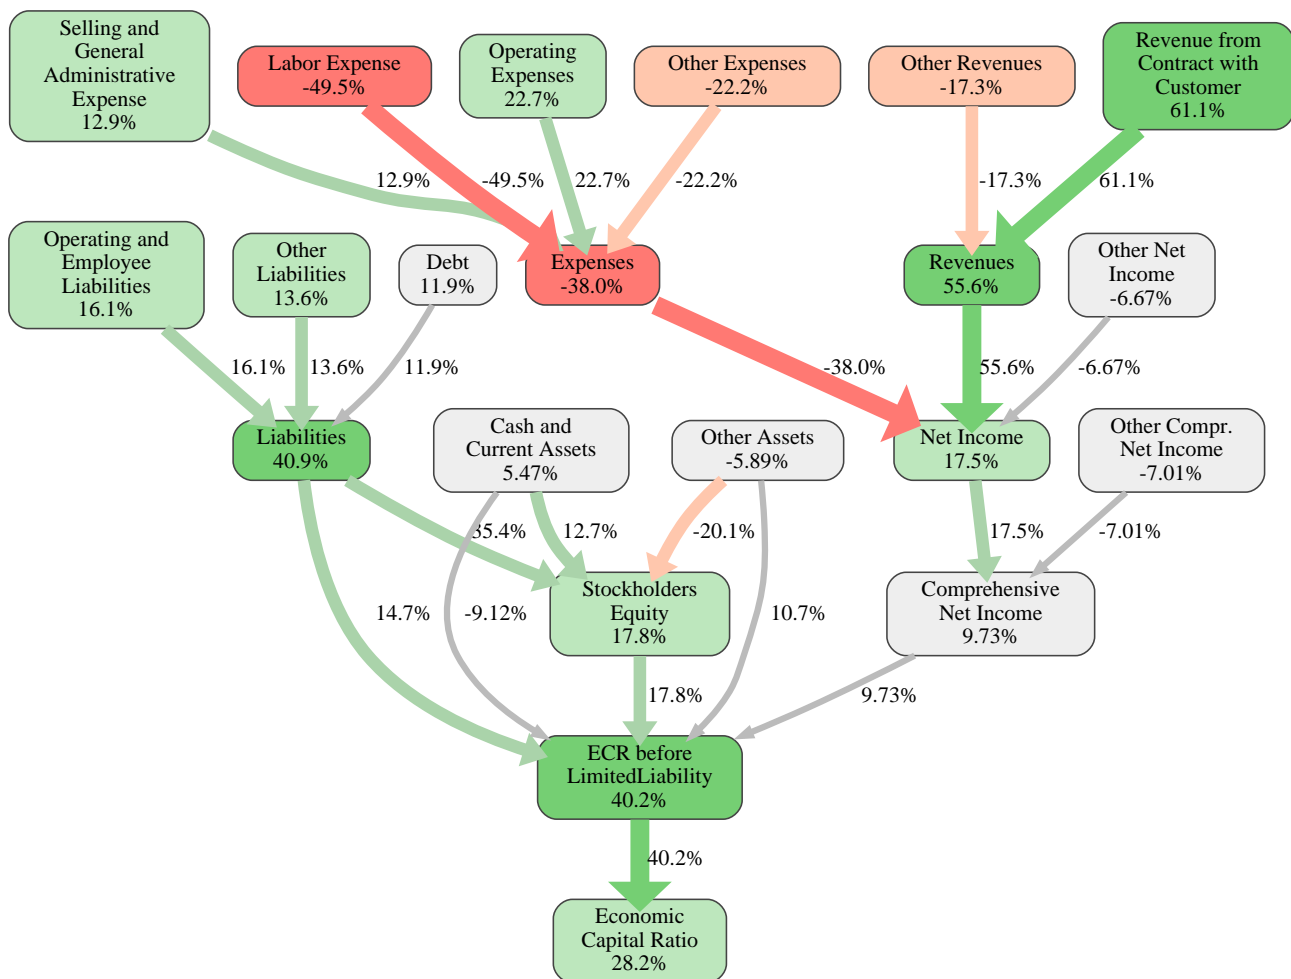 Selling and
General
Administrative
Expense
12.9%
Labor Expense
-49.5%
Operating
Expenses
22.7%
Other Expenses
-22.2%
Other Revenues
-17.3%
Revenue from
Contract with
Customer
61.1%
12.9%
-49.5%
22.7%
-22.2%
-17.3%
61.1%
Operating and
Employee
Liabilities
16.1%
Other
Liabilities
13.6%
Debt
11.9%
Expenses
-38.0%
Revenues
55.6%
Other Net
Income
-6.67%
16.1%
13.6%
11.9%
-38.0%
55.6%
-6.67%
Liabilities
40.9%
Cash and
Current Assets
5.47%
Other Assets
-5.89%
Net Income
17.5%
Other Compr.
Net Income
-7.01%
35.4%
12.7%
-20.1%
17.5%
-7.01%
Stockholders
Equity
17.8%
Comprehensive
Net Income
9.73%
14.7%
-9.12%
10.7%
17.8%
9.73%
ECR before
LimitedLiability
40.2%
40.2%
Economic
Capital Ratio
28.2%